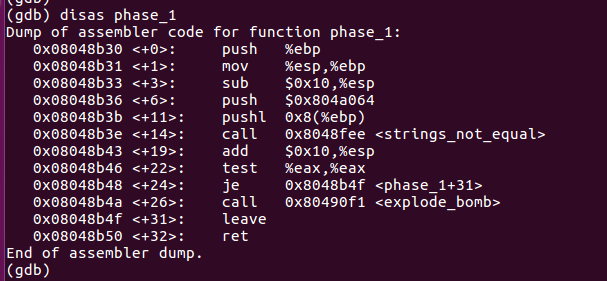 (gdb) disas phase_1
Dump of assembler code for function phase_1:
   0x08048b30 <+0>:     push   %ebp
   0x08048b31 <+1>:     mov    %esp,%ebp
   0x08048b33 <+3>:     sub    $0x10,%esp
   0x08048b36 <+6>:     push   $0x804a064
   0x08048b3b <+11>:    pushl  0x8(%ebp)
   0x08048b3e <+14>:    call   0x8048fee <strings_not_equal>
   0x08048b43 <+19>:    add    $0x10,%esp
   0x08048b46 <+22>:    test   %eax,%eax
   0x08048b48 <+24>:    je     0x8048b4f <phase_1+31>
   0x08048b4a <+26>:    call   0x80490f1 <explode_bomb>
   0x08048b4f <+31>:    leave
   0x08048b50 <+32>:    ret
End of assembler dump.
(gdb)